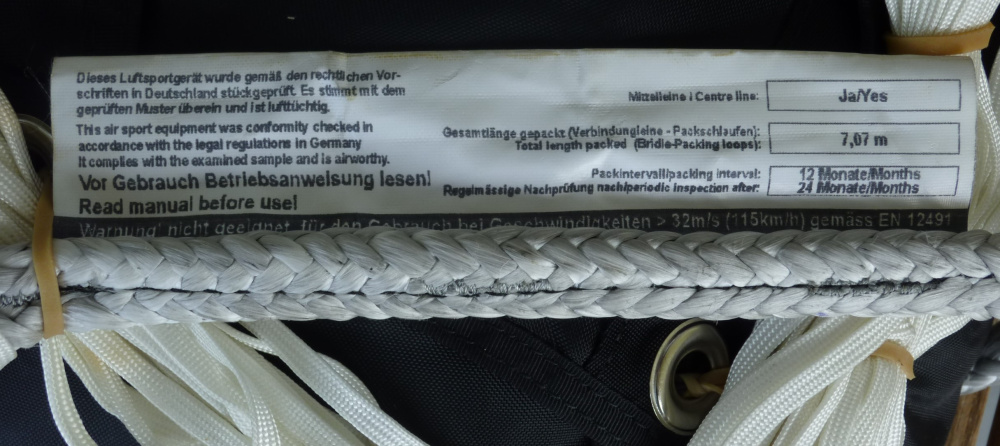 Dieses Luftsportgerät wurde gemäß den rechtlichen Vor-
schriften in Deutschland stückgeprüft. Es stimmt mit dem
geprüften Muster überein und ist lufttüchtig.
This air sport equipment was conformity checked in
accordance with the legal regulations in Germany
It complies with the examined sample and is airworthy.
Vor Gebrauch Betriebsanweisung lesen!
Read manual before use!
Mittelleine / Centre line: Ja/Yes
Gesamtlänge gepackt (Verbindungleine - Packschlaufen):
Total length packed (Bridle-Packing loops): 7,07 m
Packintervall/packing interval: 12 Monate/Months
Regelmässige Nachprüfung nach/periodic inspection after: 24 Monate/Months
Warnung: nicht geeignet für den Gebrauch bei Geschwindigkeiten > 32m/s (115km/h) gemäss EN 12491